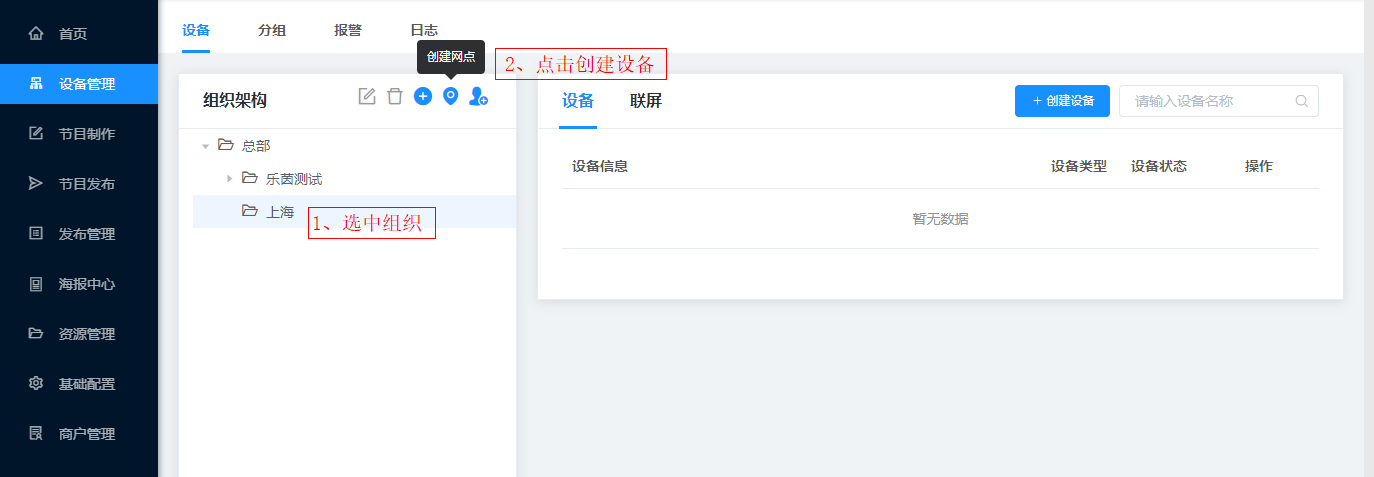 首页
设备管理
节目制作
节目发布
发布管理
海报中心
资源管理
基础配置
商户管理
设备 分组 报警 日志
创建网点
2、点击创建设备
组织架构
总部
乐茵测试
上海
1、选中组织
设备 联屏
+ 创建设备 请输入设备名称
设备信息 设备类型 设备状态 操作
暂无数据